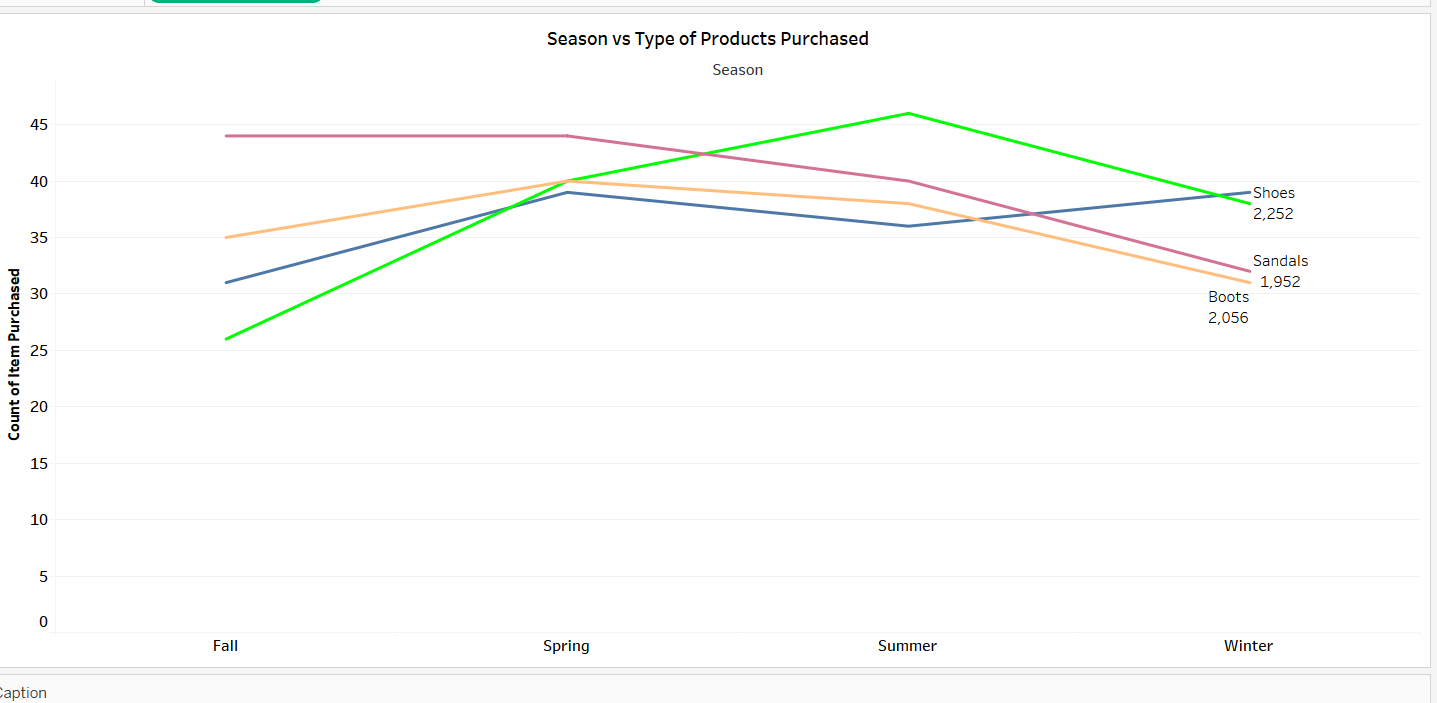 Season vs Type of Products Purchased
Season
Count of Item Purchased
45
40
35
30
25
20
15
10
5
0
Shoes
2,252
Sandals
1,952
Boots
2,056
Fall Spring Summer Winter
Caption